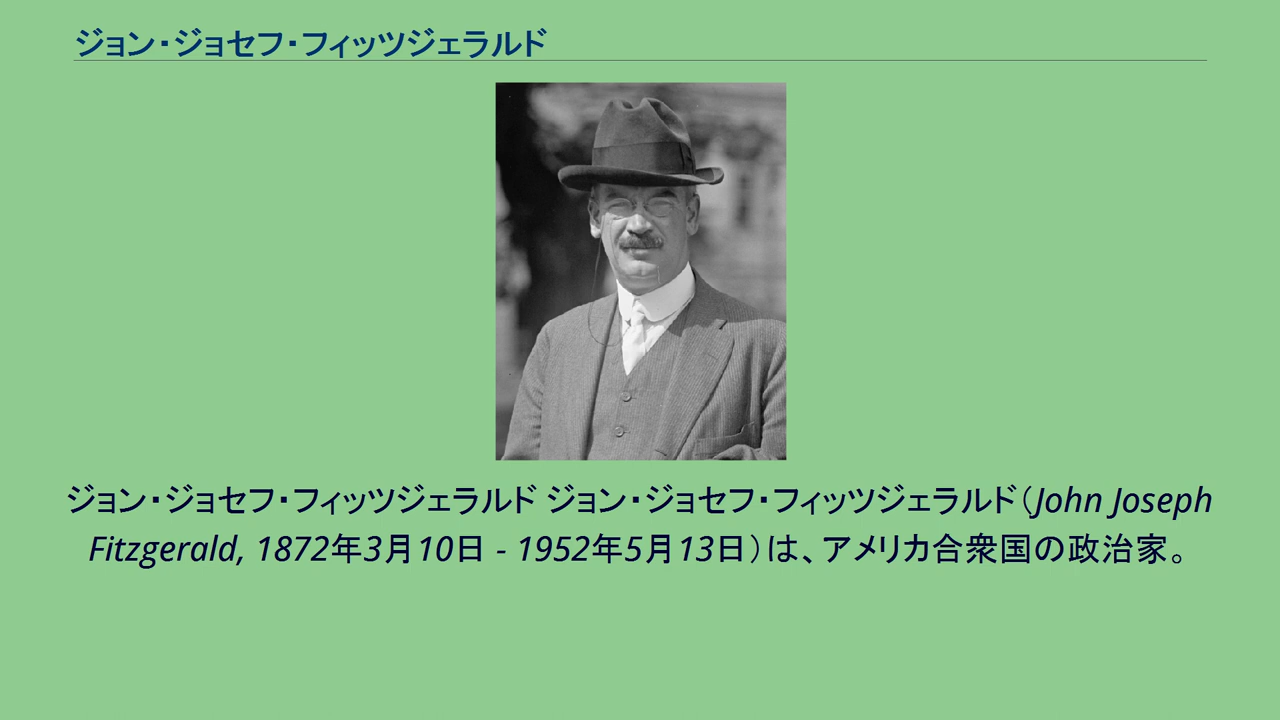 ジョン・ジョセフ・フィッツジェラルド
ジョン・ジョセフ・フィッツジェラルド ジョン・ジョセフ・フィッツジェラルド（John Joseph
Fitzgerald, 1872年3月10日 - 1952年5月13日）は、アメリカ合衆国の政治家。